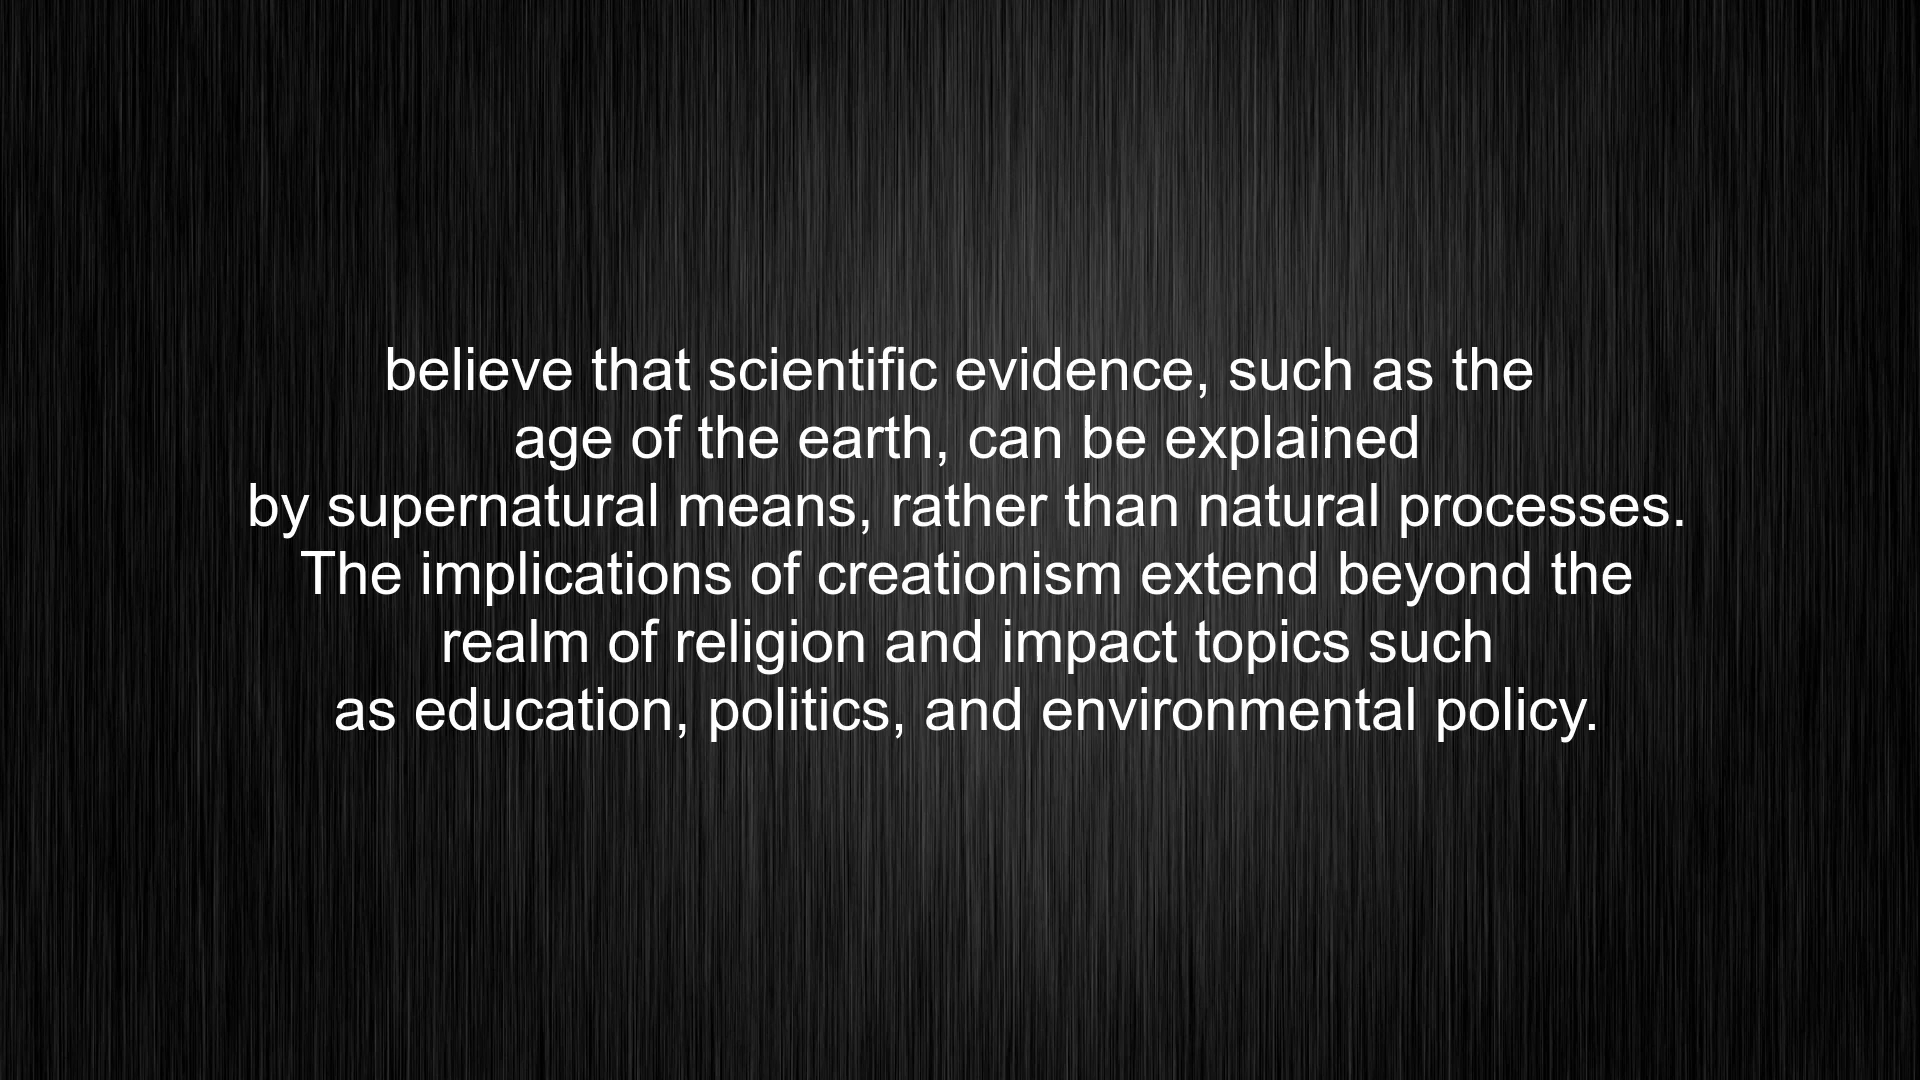 believe that scientific evidence, such as the
age of the earth, can be explained
by supernatural means, rather than natural processes.
The implications of creationism extend beyond the
realm of religion and impact topics such
as education, politics, and environmental policy.